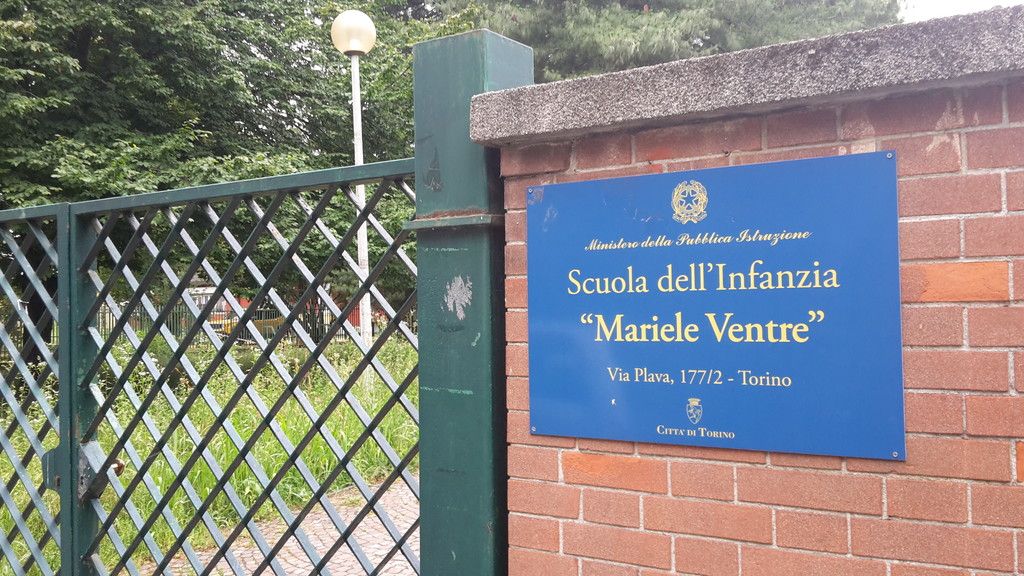 Ministero della Pubblica Istruzione
Scuola dell'Infanzia
“Mariele Ventre”
Via Plava, 177/2 - Torino
CITTA' DI TORINO